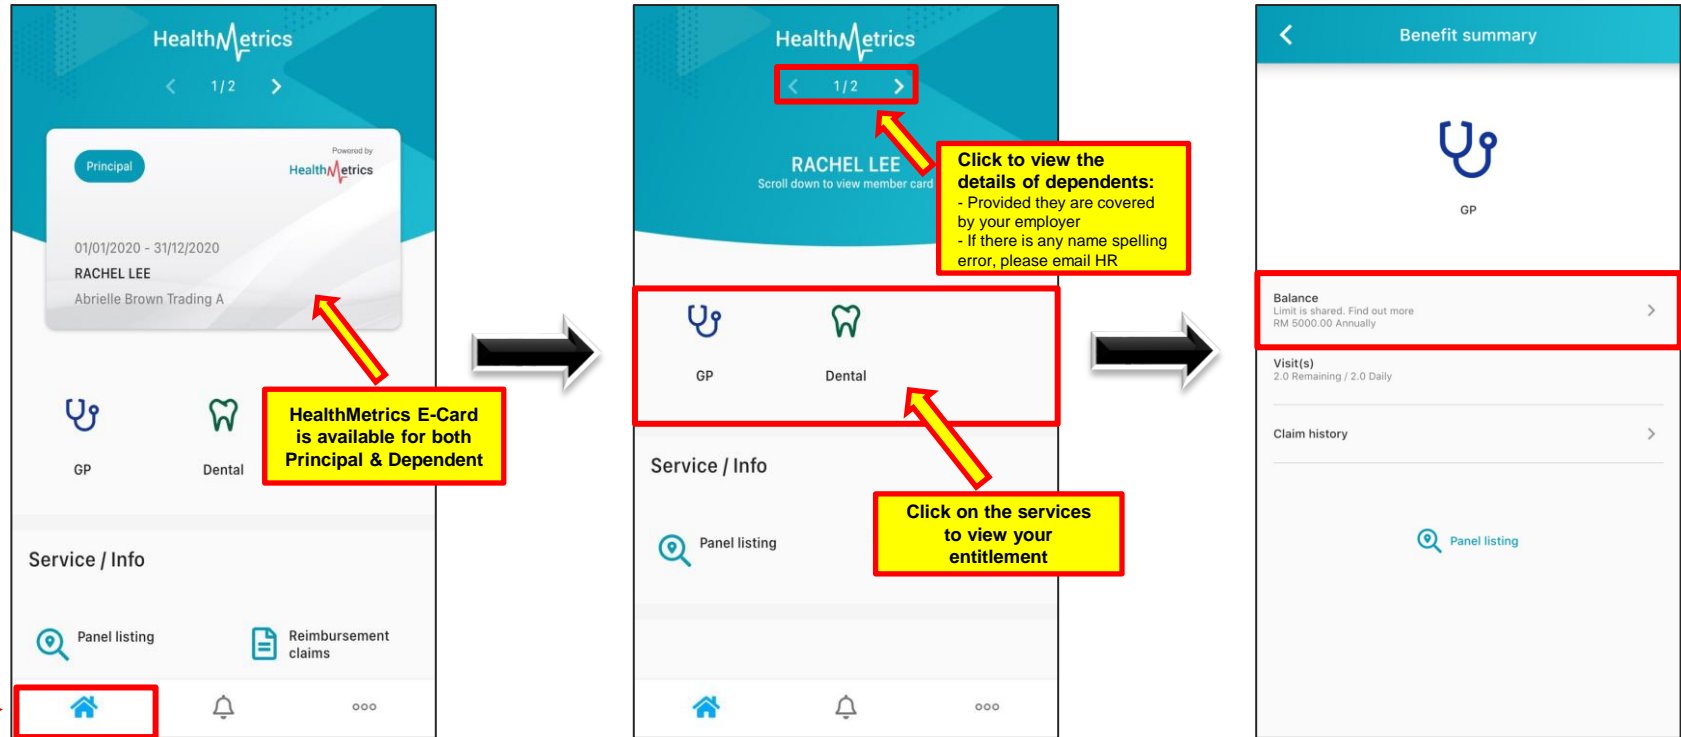 HealthMetrics
< 1/2 >
Principal
Powered by
HealthMetrics
01/01/2020 - 31/12/2020
RACHEL LEE
Abrielle Brown Trading A
GP
Dental
HealthMetrics E-Card
is available for both
Principal & Dependent
Service / Info
Panel listing
Reimbursement
claims
HealthMetrics
< 1/2 >
RACHEL LEE
Scroll down to view member card
Click to view the
details of dependents:
- Provided they are covered
by your employer
- If there is any name spelling
error, please email HR
GP
Dental
Service / Info
Click on the services
to view your
entitlement
Panel listing
Benefit summary
GP
Balance
Limit is shared. Find out more
RM 5000.00 Annually
Visit(s)
2.0 Remaining / 2.0 Daily
Claim history
Panel listing